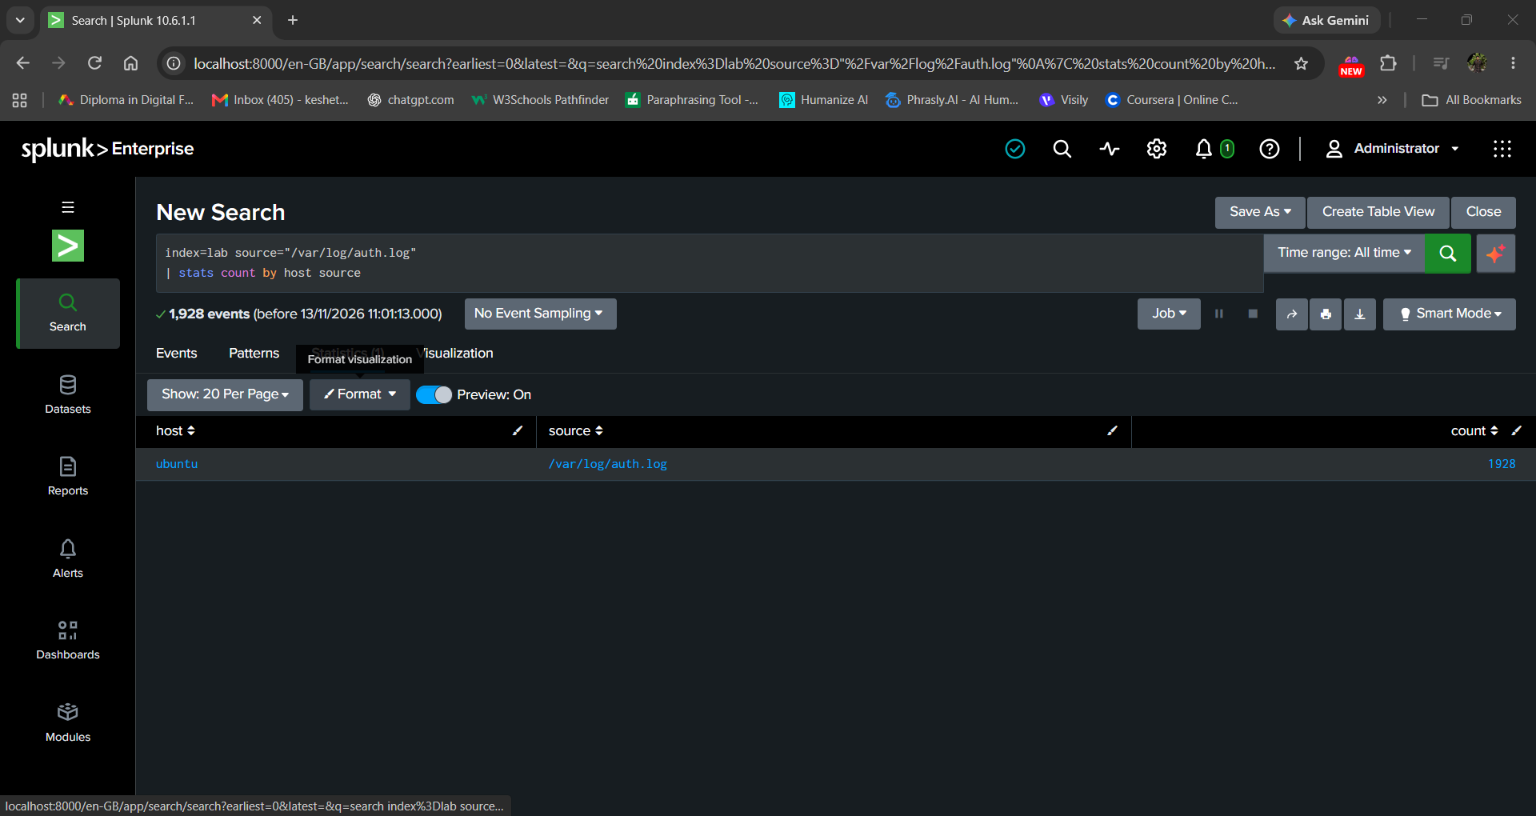 Search | Splunk 10.6.1.1
Ask Gemini
localhost:8000/en-GB/app/search/search?earliest=0&latest=&q=search%20index%3Dlab%20source%3D"%2Fvar%2Flog%2Fauth.log"%0A%7C%20stats%20count%20by%20h...
NEW
Diploma in Digital F... Inbox (405) - keshet... chatgpt.com W3Schools Pathfinder Paraphrasing Tool -... Humanize AI Phrasly.AI - AI Hum... Visily Coursera | Online C... » All Bookmarks
splunk> Enterprise
1
Administrator
New Search
Save As Create Table View Close
index=lab source="/var/log/auth.log"
| stats count by host source
Time range: All time
Search
1,928 events (before 13/11/2026 11:01:13.000) No Event Sampling
Job Smart Mode
Events Patterns Statistics (1) Visualization
Format visualization
Show: 20 Per Page Format Preview: On
host source count
ubuntu /var/log/auth.log 1928
Datasets
Reports
Alerts
Dashboards
Modules
localhost:8000/en-GB/app/search/search?earliest=0&latest=&q=search index%3Dlab source...